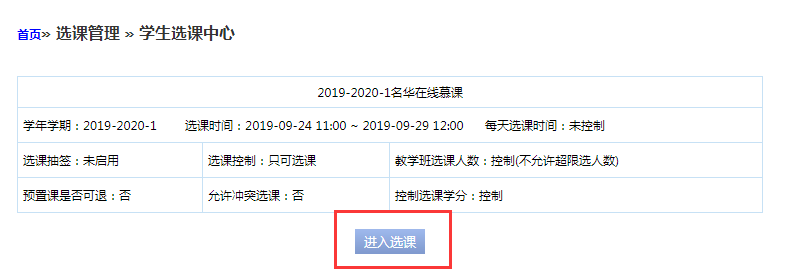 首页» 选课管理 » 学生选课中心
2019-2020-1名华在线慕课
学年学期：2019-2020-1 选课时间：2019-09-24 11:00 ~ 2019-09-29 12:00 每天选课时间：未控制
选课抽签：未启用 选课控制：只可选课 教学班选课人数：控制(不允许超限选人数)
预置课是否可退：否 允许冲突选课：否 控制选课学分：控制
进入选课